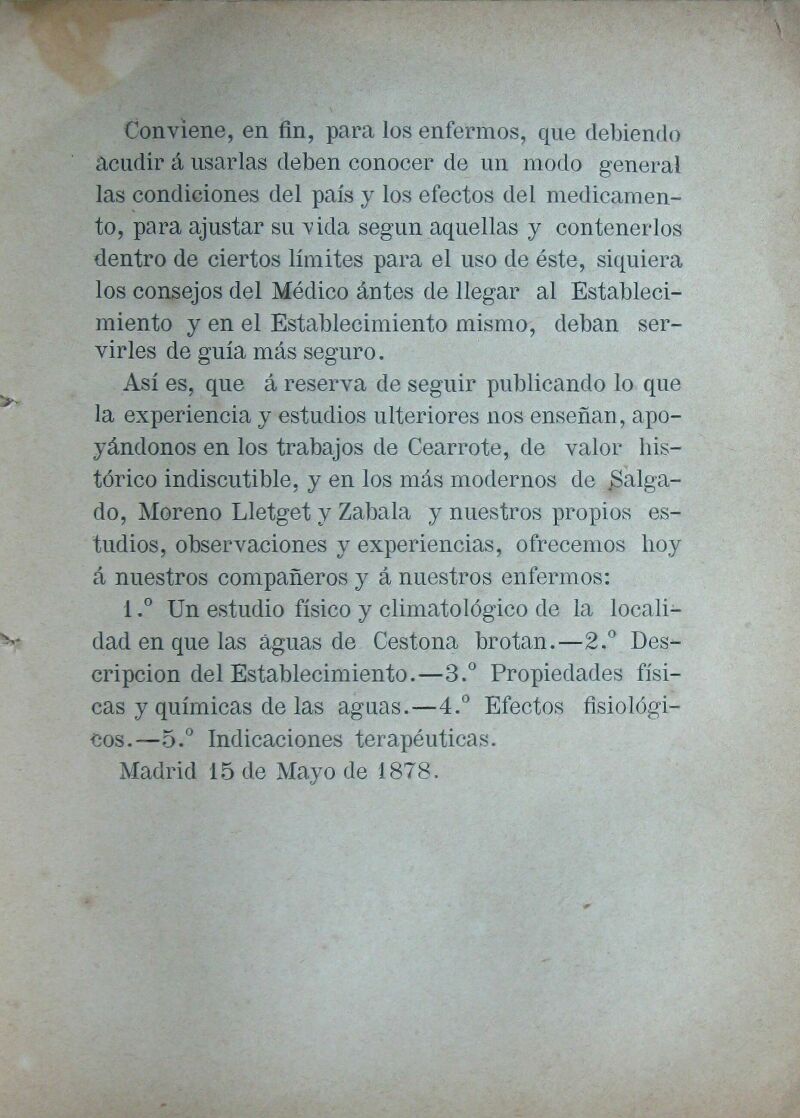 Conviene, en fin, para los enfermos, que debiendo
acudir á usarlas deben conocer de un modo general
las condiciones del país y los efectos del medicamen-
to, para ajustar su vida segun aquellas y contenerlos
dentro de ciertos límites para el uso de éste, siquiera
los consejos del Médico ántes de llegar al Estableci-
miento y en el Establecimiento mismo, deban ser-
virles de guía más seguro.
Así es, que á reserva de seguir publicando lo que
la experiencia y estudios ulteriores nos enseñan, apo-
yándonos en los trabajos de Cearrote, de valor his-
tórico indiscutible, y en los más modernos de Salga-
do, Moreno Lletget y Zabala y nuestros propios es-
tudios, observaciones y experiencias, ofrecemos hoy
á nuestros compañeros y á nuestros enfermos:
1.º Un estudio físico y climatológico de la locali-
dad en que las aguas de Cestona brotan.—2.º Des-
cripcion del Establecimiento.—3.º Propiedades físi-
cas y químicas de las aguas.—4.º Efectos fisiológi-
cos.—5.º Indicaciones terapéuticas.
Madrid 15 de Mayo de 1878.